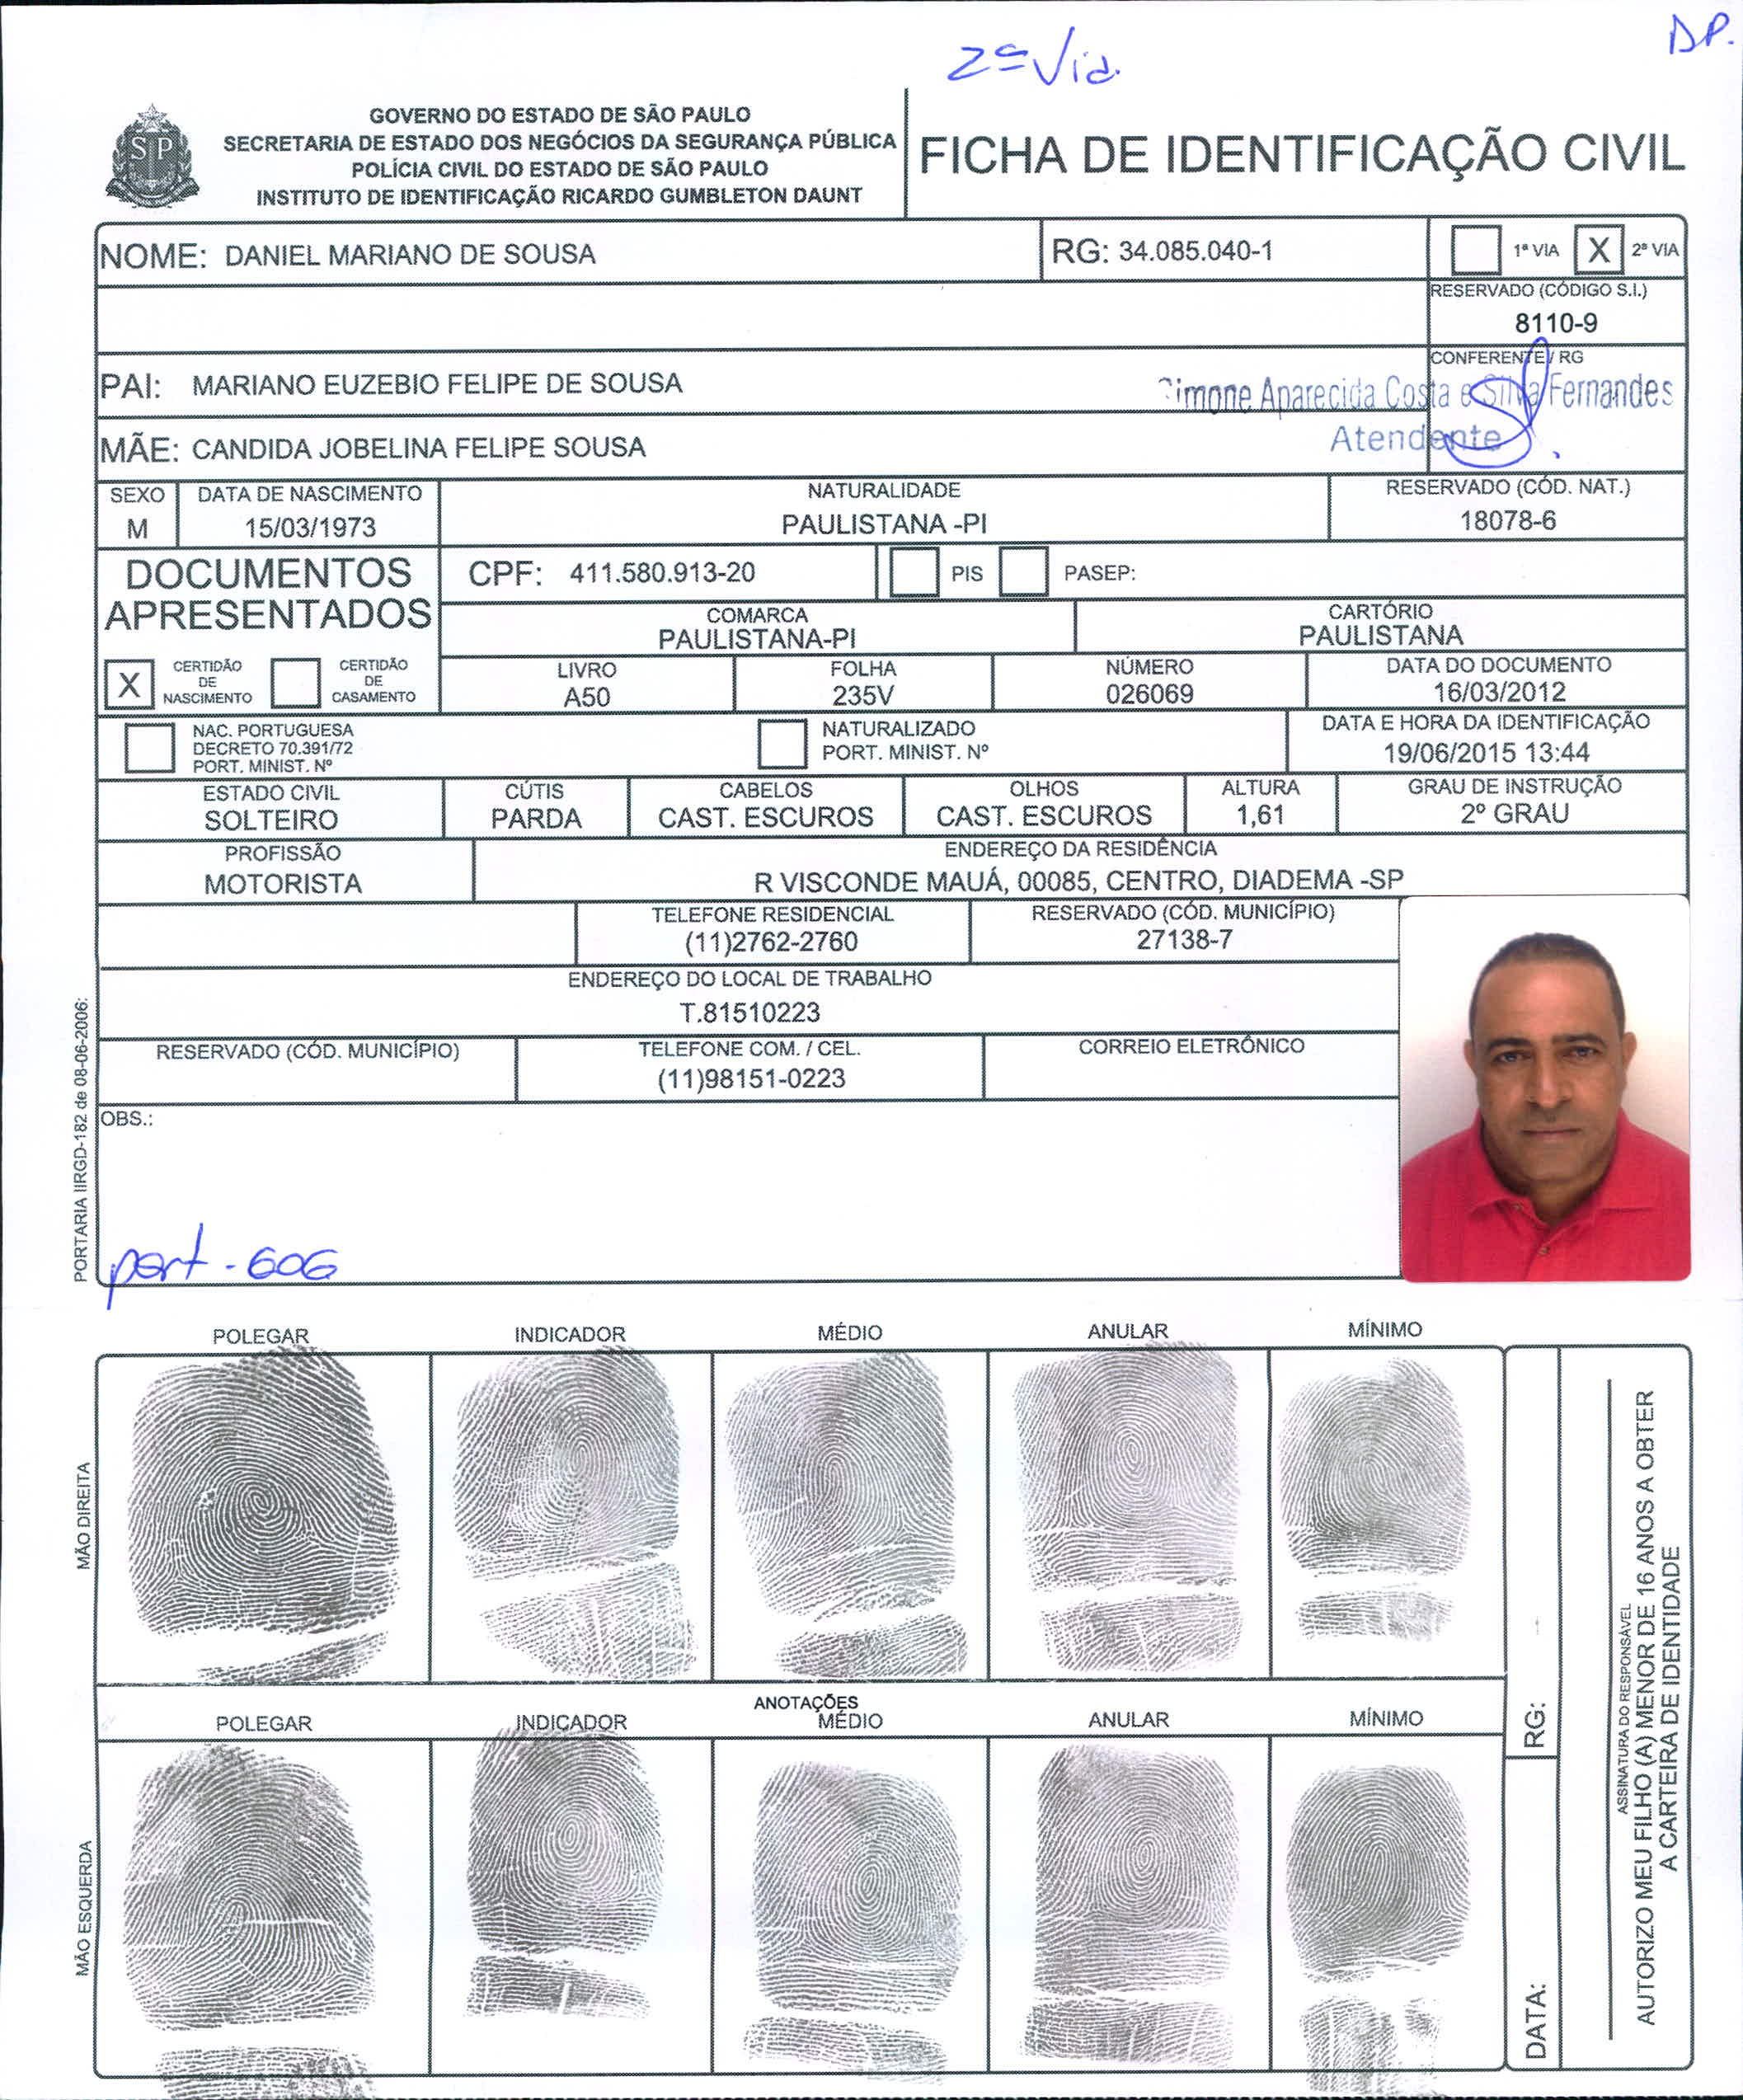 2ª Via.
DP.
GOVERNO DO ESTADO DE SÃO PAULO
SECRETARIA DE ESTADO DOS NEGÓCIOS DA SEGURANÇA PÚBLICA
POLÍCIA CIVIL DO ESTADO DE SÃO PAULO
INSTITUTO DE IDENTIFICAÇÃO RICARDO GUMBLETON DAUNT
SP
FICHA DE IDENTIFICAÇÃO CIVIL
NOME: DANIEL MARIANO DE SOUSA
RG: 34.085.040-1
1ª VIA X 2ª VIA
RESERVADO (CÓDIGO S.I.)
8110-9
PAI: MARIANO EUZEBIO FELIPE DE SOUSA
CONFERENTE / RG
Simone Aparecida Costa e Silva Fernandes
Atendente
MÃE: CANDIDA JOBELINA FELIPE SOUSA
SEXO
M
DATA DE NASCIMENTO
15/03/1973
NATURALIDADE
PAULISTANA -PI
RESERVADO (CÓD. NAT.)
18078-6
DOCUMENTOS
APRESENTADOS
CPF: 411.580.913-20
PIS
PASEP:
COMARCA
PAULISTANA-PI
CARTÓRIO
PAULISTANA
X CERTIDÃO
DE
NASCIMENTO
CERTIDÃO
DE
CASAMENTO
LIVRO
A50
FOLHA
235V
NÚMERO
026069
DATA DO DOCUMENTO
16/03/2012
NAC. PORTUGUESA
DECRETO 70.391/72
PORT. MINIST. Nº
NATURALIZADO
PORT. MINIST. Nº
DATA E HORA DA IDENTIFICAÇÃO
19/06/2015 13:44
ESTADO CIVIL
SOLTEIRO
CÚTIS
PARDA
CABELOS
CAST. ESCUROS
OLHOS
CAST. ESCUROS
ALTURA
1,61
GRAU DE INSTRUÇÃO
2º GRAU
PROFISSÃO
MOTORISTA
ENDEREÇO DA RESIDÊNCIA
R VISCONDE MAUÁ, 00085, CENTRO, DIADEMA -SP
TELEFONE RESIDENCIAL
(11)2762-2760
RESERVADO (CÓD. MUNICÍPIO)
27138-7
ENDEREÇO DO LOCAL DE TRABALHO
T.81510223
RESERVADO (CÓD. MUNICÍPIO)
TELEFONE COM. / CEL.
(11)98151-0223
CORREIO ELETRÔNICO
OBS.:
port - 606
PORTARIA IIRGD-182 de 08-06-2006:
POLEGAR INDICADOR MÉDIO ANULAR MÍNIMO
MÃO DIREITA
ANOTAÇÕES
POLEGAR INDICADOR MÉDIO ANULAR MÍNIMO
MÃO ESQUERDA
RG:
DATA:
ASSINATURA DO RESPONSÁVEL
AUTORIZO MEU FILHO (A) MENOR DE 16 ANOS A OBTER
A CARTEIRA DE IDENTIDADE